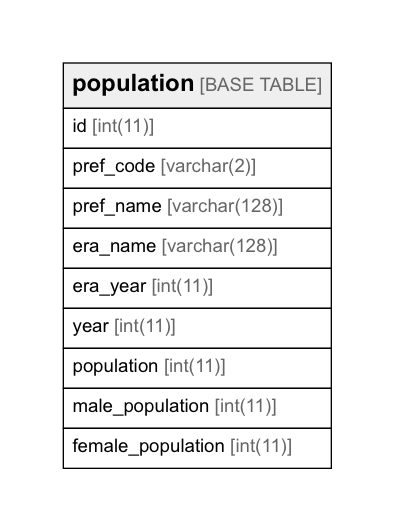 population [BASE TABLE]
id [int(11)]
pref_code [varchar(2)]
pref_name [varchar(128)]
era_name [varchar(128)]
era_year [int(11)]
year [int(11)]
population [int(11)]
male_population [int(11)]
female_population [int(11)]